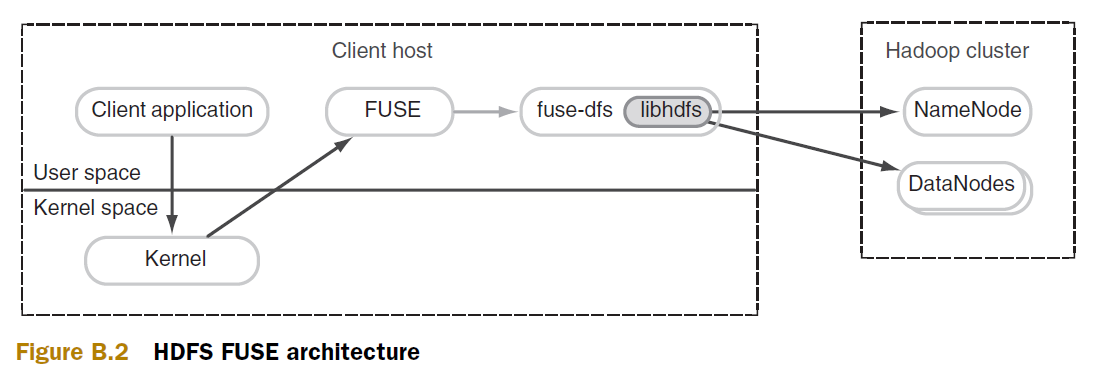 Client host
Hadoop cluster
Client application
FUSE
fuse-dfs
libhdfs
NameNode
User space
DataNodes
Kernel space
Kernel
Figure B.2 HDFS FUSE architecture